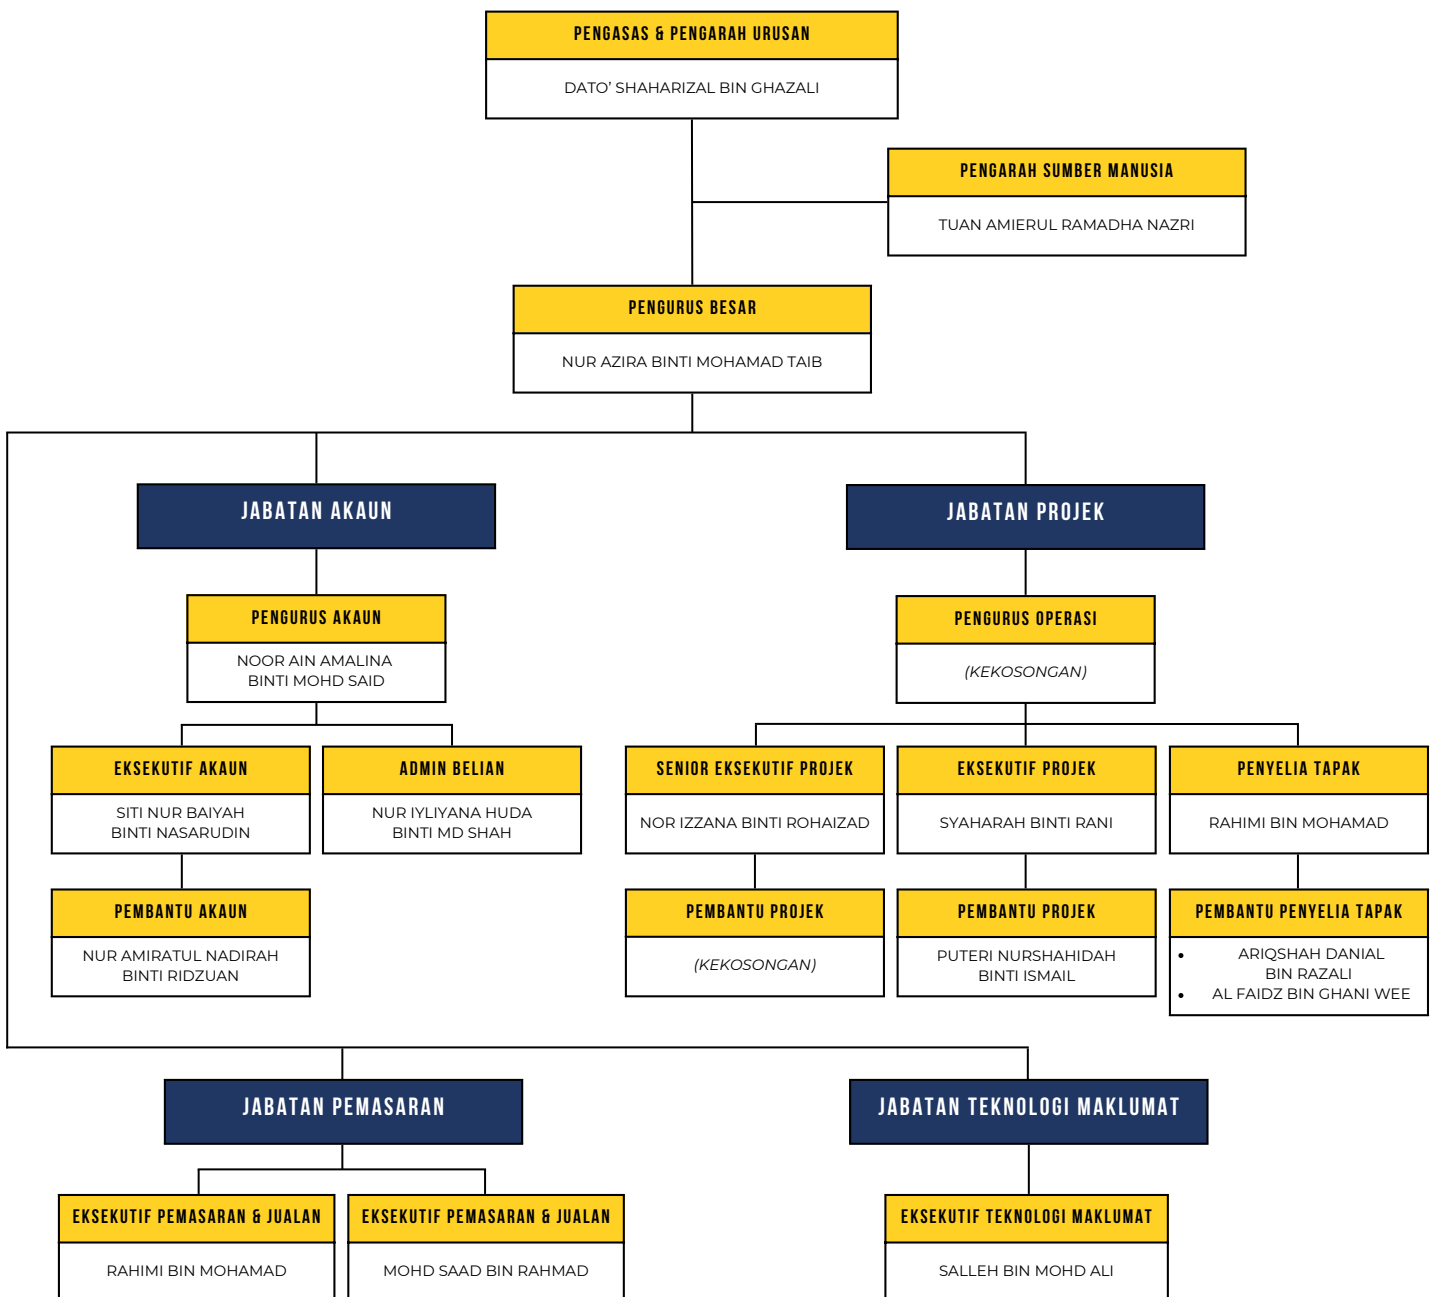 PENGASAS & PENGARAH URUSAN
DATO' SHAHARIZAL BIN GHAZALI
PENGARAH SUMBER MANUSIA
TUAN AMIERUL RAMADHA NAZRI
PENGURUS BESAR
NUR AZIRA BINTI MOHAMAD TAIB
JABATAN AKAUN
PENGURUS AKAUN
NOOR AIN AMALINA
BINTI MOHD SAID
EKSEKUTIF AKAUN
SITI NUR BAIYAH
BINTI NASARUDIN
ADMIN BELIAN
NUR IYLIYANA HUDA
BINTI MD SHAH
PEMBANTU AKAUN
NUR AMIRATUL NADIRAH
BINTI RIDZUAN
JABATAN PROJEK
PENGURUS OPERASI
(KEKOSONGAN)
SENIOR EKSEKUTIF PROJEK
NOR IZZANA BINTI ROHAIZAD
EKSEKUTIF PROJEK
SYAHARAH BINTI RANI
PENYELIA TAPAK
RAHIMI BIN MOHAMAD
PEMBANTU PROJEK
(KEKOSONGAN)
PEMBANTU PROJEK
PUTERI NURSHAHIDAH
BINTI ISMAIL
PEMBANTU PENYELIA TAPAK
• ARIQSHAH DANIAL
BIN RAZALI
• AL FAIDZ BIN GHANI WEE
JABATAN PEMASARAN
EKSEKUTIF PEMASARAN & JUALAN
RAHIMI BIN MOHAMAD
EKSEKUTIF PEMASARAN & JUALAN
MOHD SAAD BIN RAHMAD
JABATAN TEKNOLOGI MAKLUMAT
EKSEKUTIF TEKNOLOGI MAKLUMAT
SALLEH BIN MOHD ALI